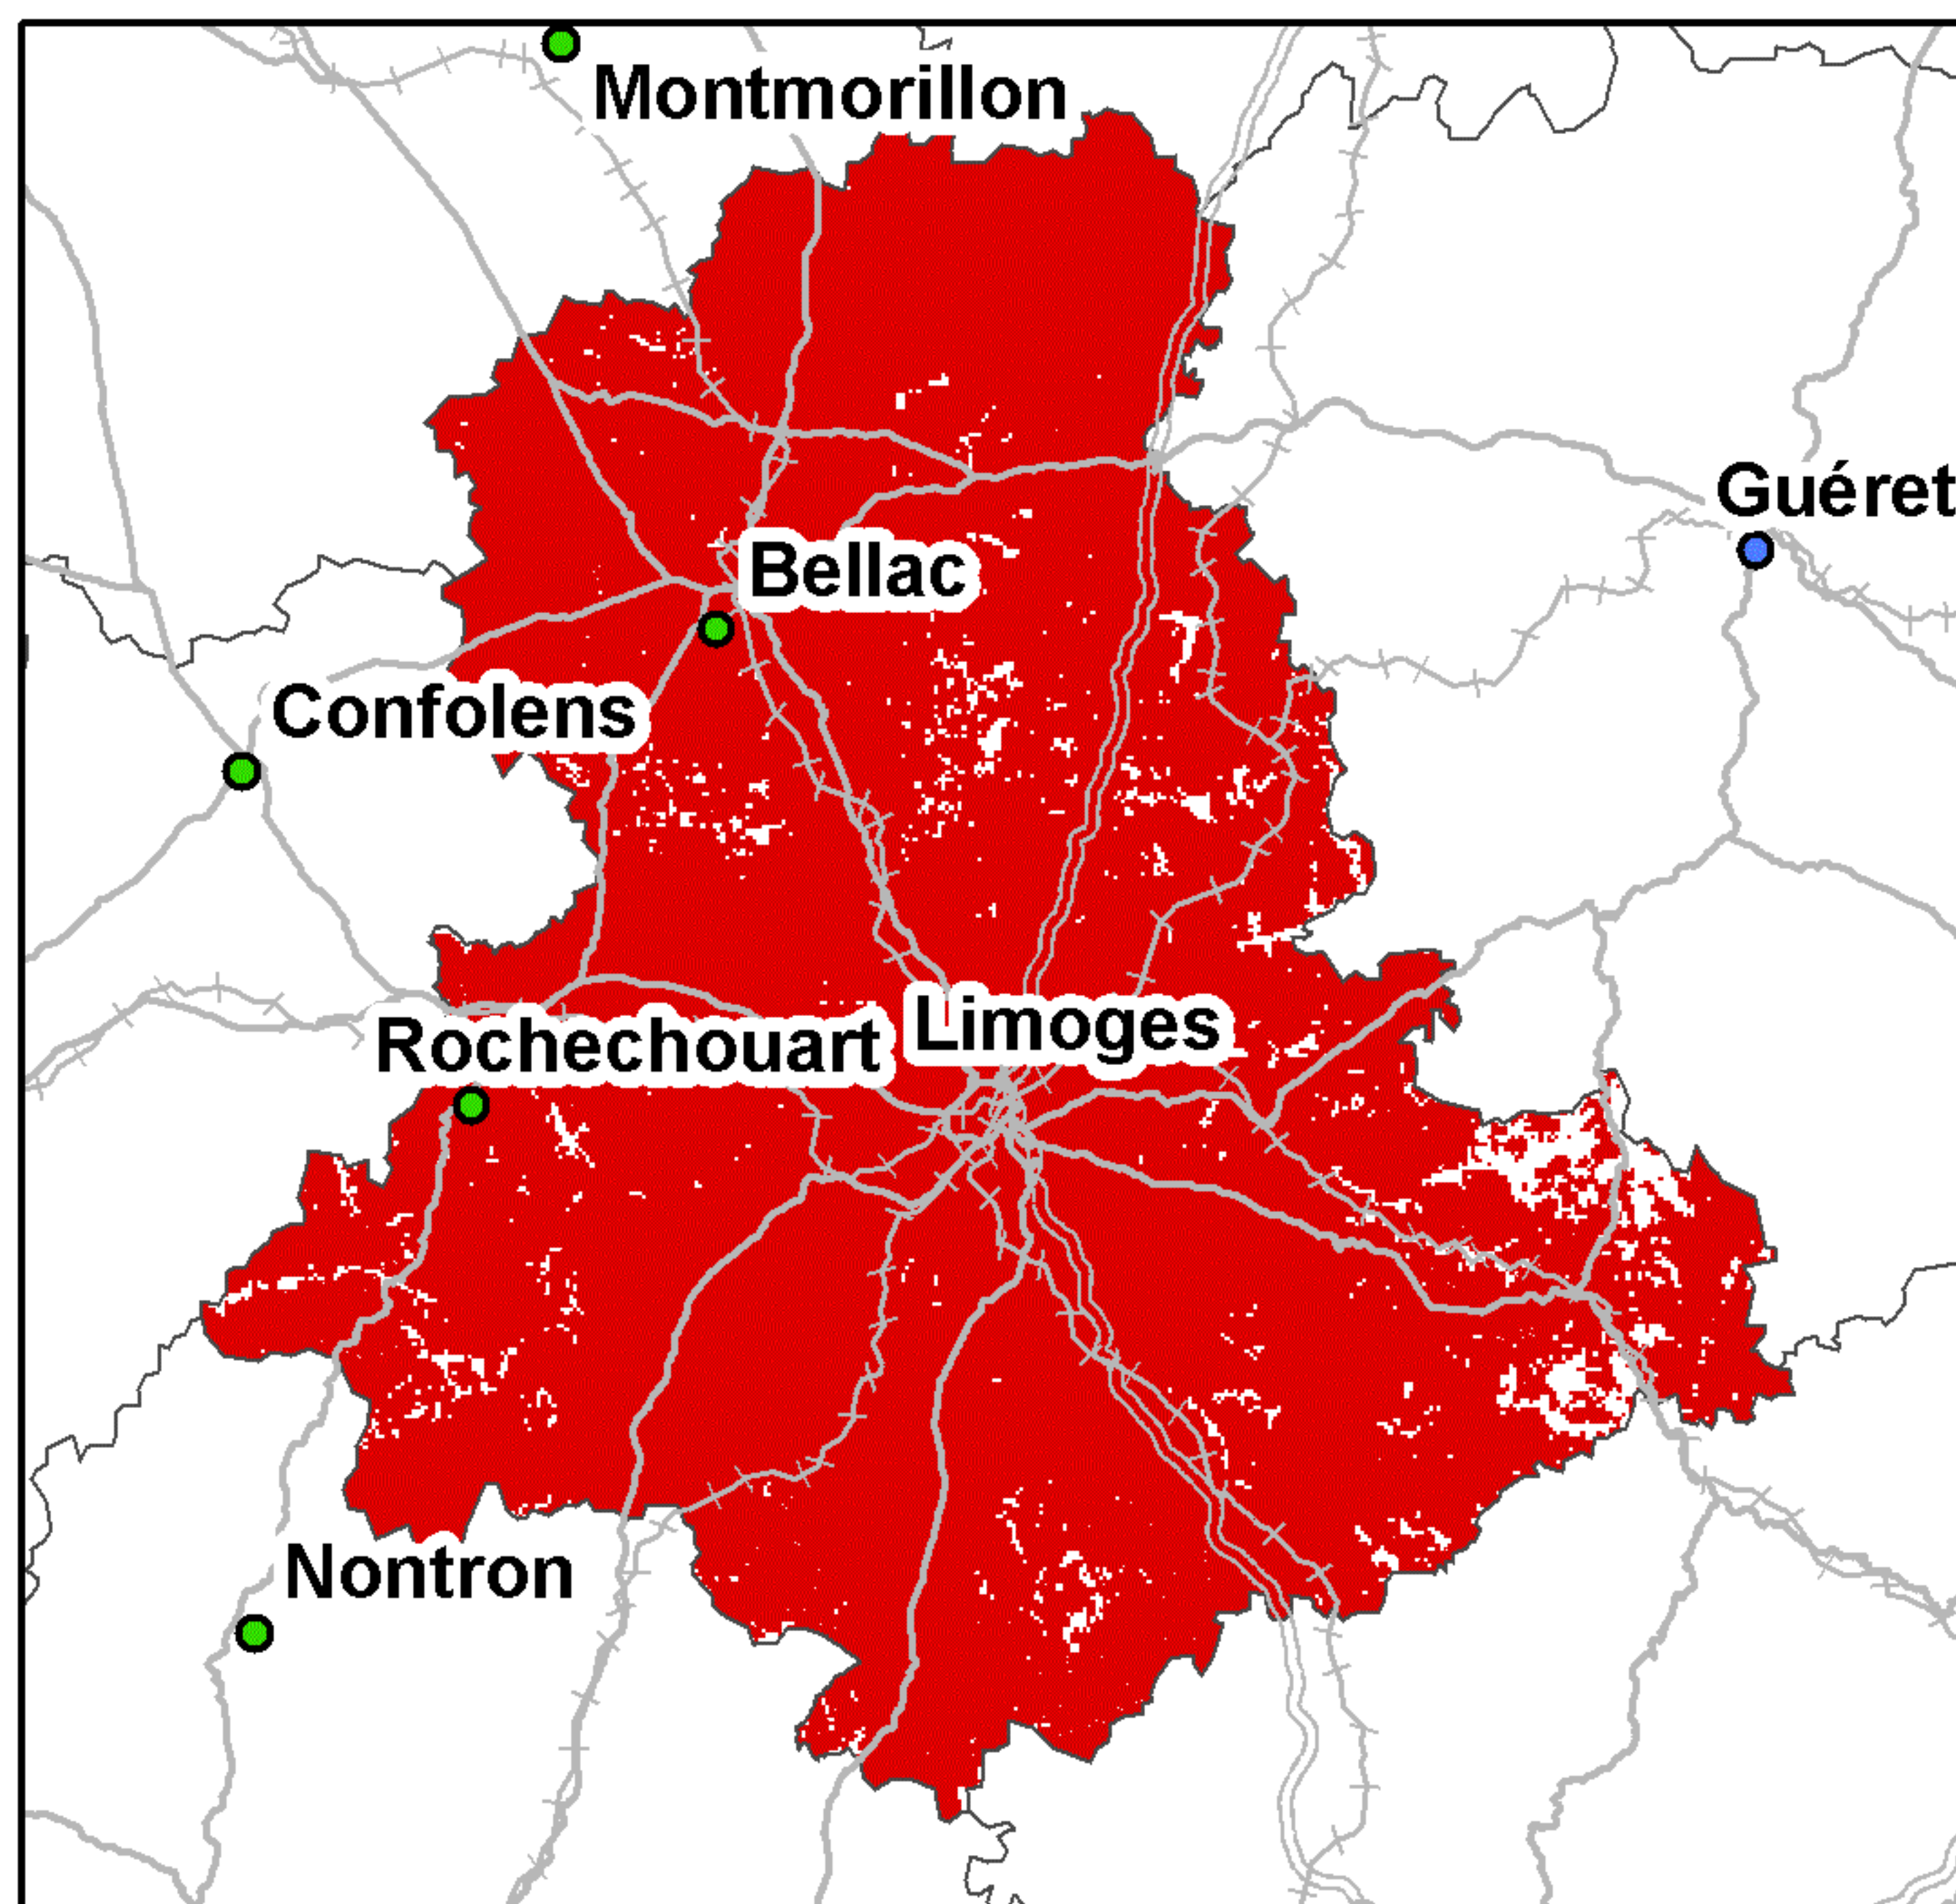 Montmorillon
Guéret
Bellac
Confolens
Limoges
Rochechouart
Nontron